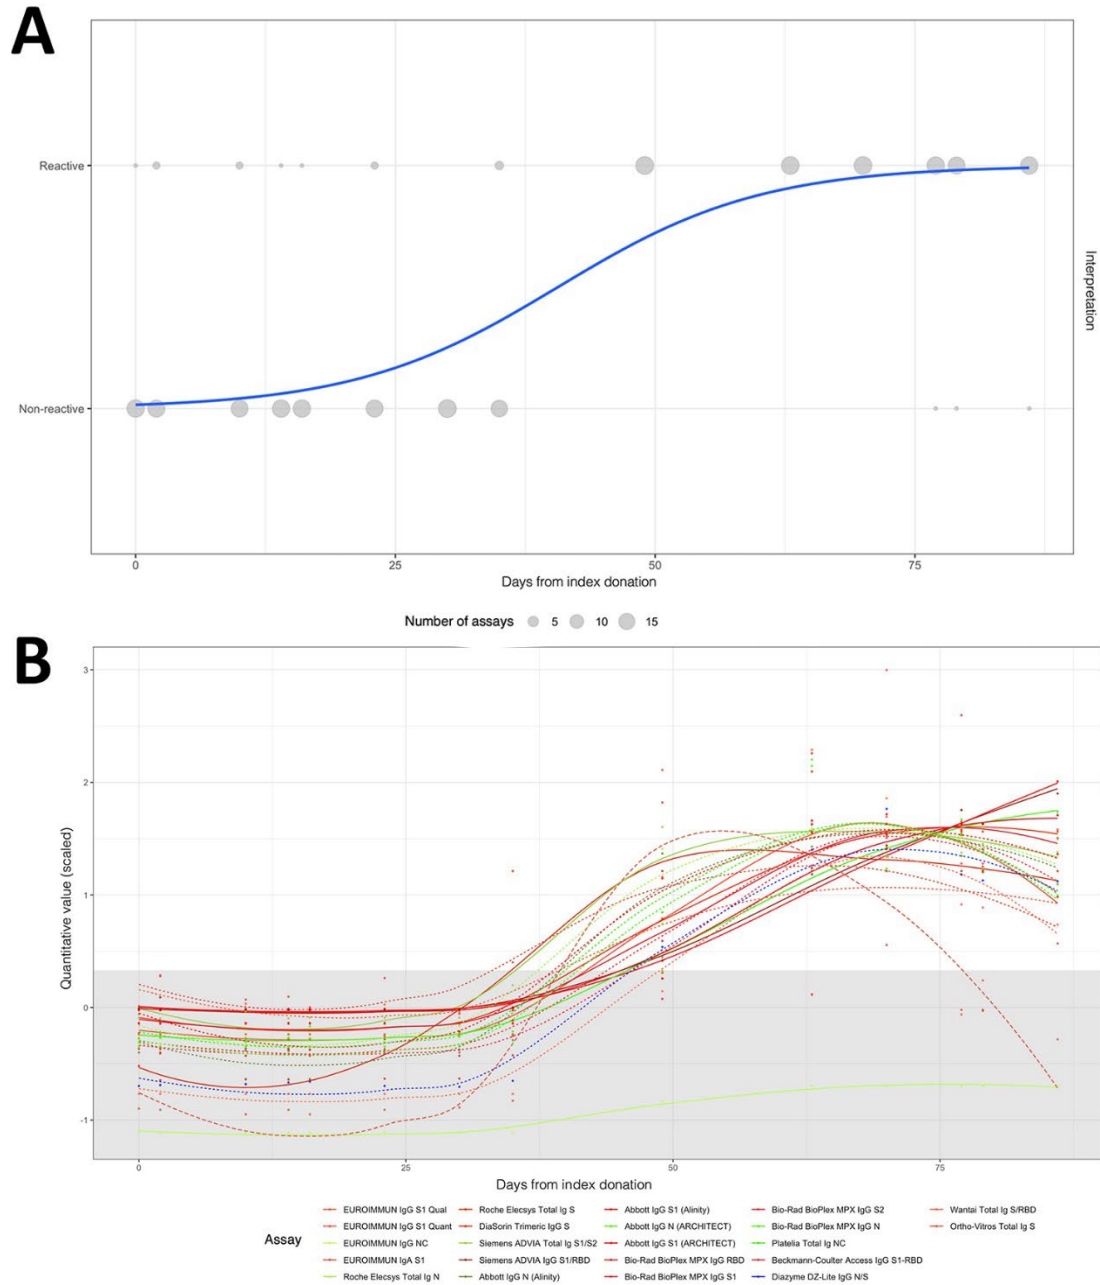 A
Reactive
Non-reactive
Interpretation
0 25 50 75
Days from index donation
Number of assays 5 10 15
B
Quantitative value (scaled)
3
2
1
0
-1
0 25 50 75
Days from index donation
Assay
EUROIMMUN IgG S1 Qual
EUROIMMUN IgG S1 Quant
EUROIMMUN IgG NC
EUROIMMUN IgA S1
Roche Elecsys Total Ig N
Roche Elecsys Total Ig S
DiaSorin Trimeric IgG S
Siemens ADVIA Total Ig S1/S2
Siemens ADVIA IgG S1/RBD
Abbott IgG N (Alinity)
Abbott IgG S1 (Alinity)
Abbott IgG N (ARCHITECT)
Abbott IgG S1 (ARCHITECT)
Bio-Rad BioPlex MPX IgG RBD
Bio-Rad BioPlex MPX IgG S1
Bio-Rad BioPlex MPX IgG S2
Bio-Rad BioPlex MPX IgG N
Platelia Total Ig NC
Beckmann-Coulter Access IgG S1-RBD
Diazyme DZ-Lite IgG N/S
Wantai Total Ig S/RBD
Ortho-Vitros Total Ig S